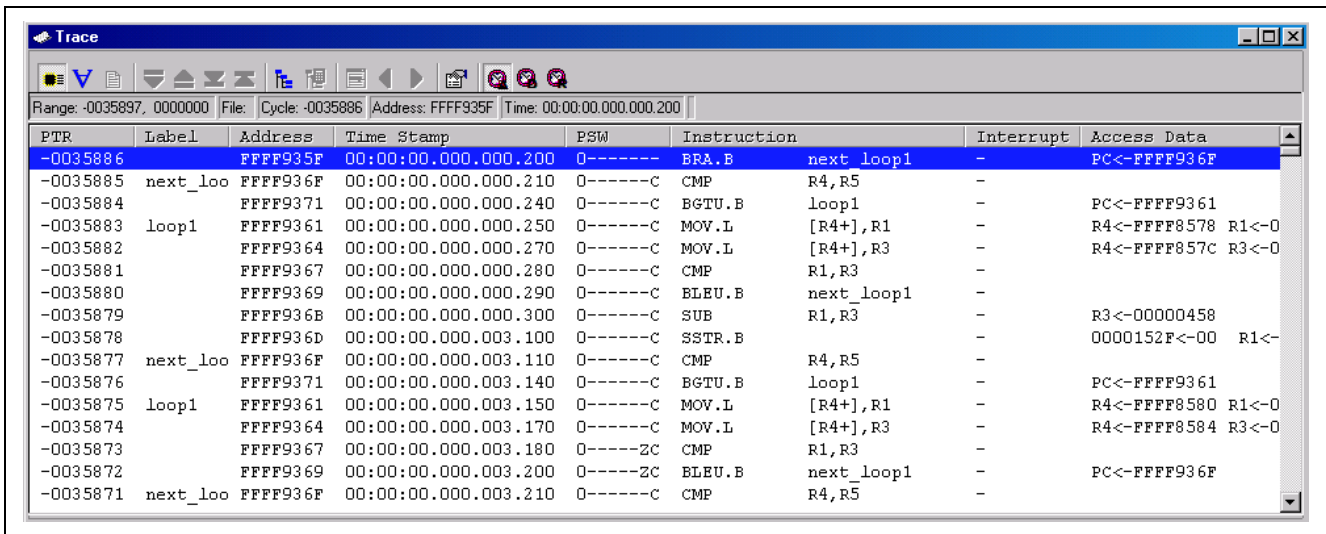 Trace
Range: -0035897, 0000000 File: Cycle: -0035886 Address: FFFF935F Time: 00:00:00.000.000.200
PTR Label Address Time Stamp PSW Instruction Interrupt Access Data
-0035886 FFFF935F 00:00:00.000.000.200 0------- BRA.B next_loop1 - PC<-FFFF936F
-0035885 next_loo FFFF936F 00:00:00.000.000.210 0------C CMP R4,R5 -
-0035884 FFFF9371 00:00:00.000.000.240 0------C BGTU.B loop1 - PC<-FFFF9361
-0035883 loop1 FFFF9361 00:00:00.000.000.250 0------C MOV.L [R4+],R1 - R4<-FFFF8578 R1<-0
-0035882 FFFF9364 00:00:00.000.000.270 0------C MOV.L [R4+],R3 - R4<-FFFF857C R3<-0
-0035881 FFFF9367 00:00:00.000.000.280 0------C CMP R1,R3 -
-0035880 FFFF9369 00:00:00.000.000.290 0------C BLEU.B next_loop1 -
-0035879 FFFF936B 00:00:00.000.000.300 0------C SUB R1,R3 - R3<-00000458
-0035878 FFFF936D 00:00:00.000.003.100 0------C SSTR.B - 0000152F<-00 R1<-
-0035877 next_loo FFFF936F 00:00:00.000.003.110 0------C CMP R4,R5 -
-0035876 FFFF9371 00:00:00.000.003.140 0------C BGTU.B loop1 - PC<-FFFF9361
-0035875 loop1 FFFF9361 00:00:00.000.003.150 0------C MOV.L [R4+],R1 - R4<-FFFF8580 R1<-0
-0035874 FFFF9364 00:00:00.000.003.170 0------C MOV.L [R4+],R3 - R4<-FFFF8584 R3<-0
-0035873 FFFF9367 00:00:00.000.003.180 0-----ZC CMP R1,R3 -
-0035872 FFFF9369 00:00:00.000.003.200 0-----ZC BLEU.B next_loop1 - PC<-FFFF936F
-0035871 next_loo FFFF936F 00:00:00.000.003.210 0------C CMP R4,R5 -